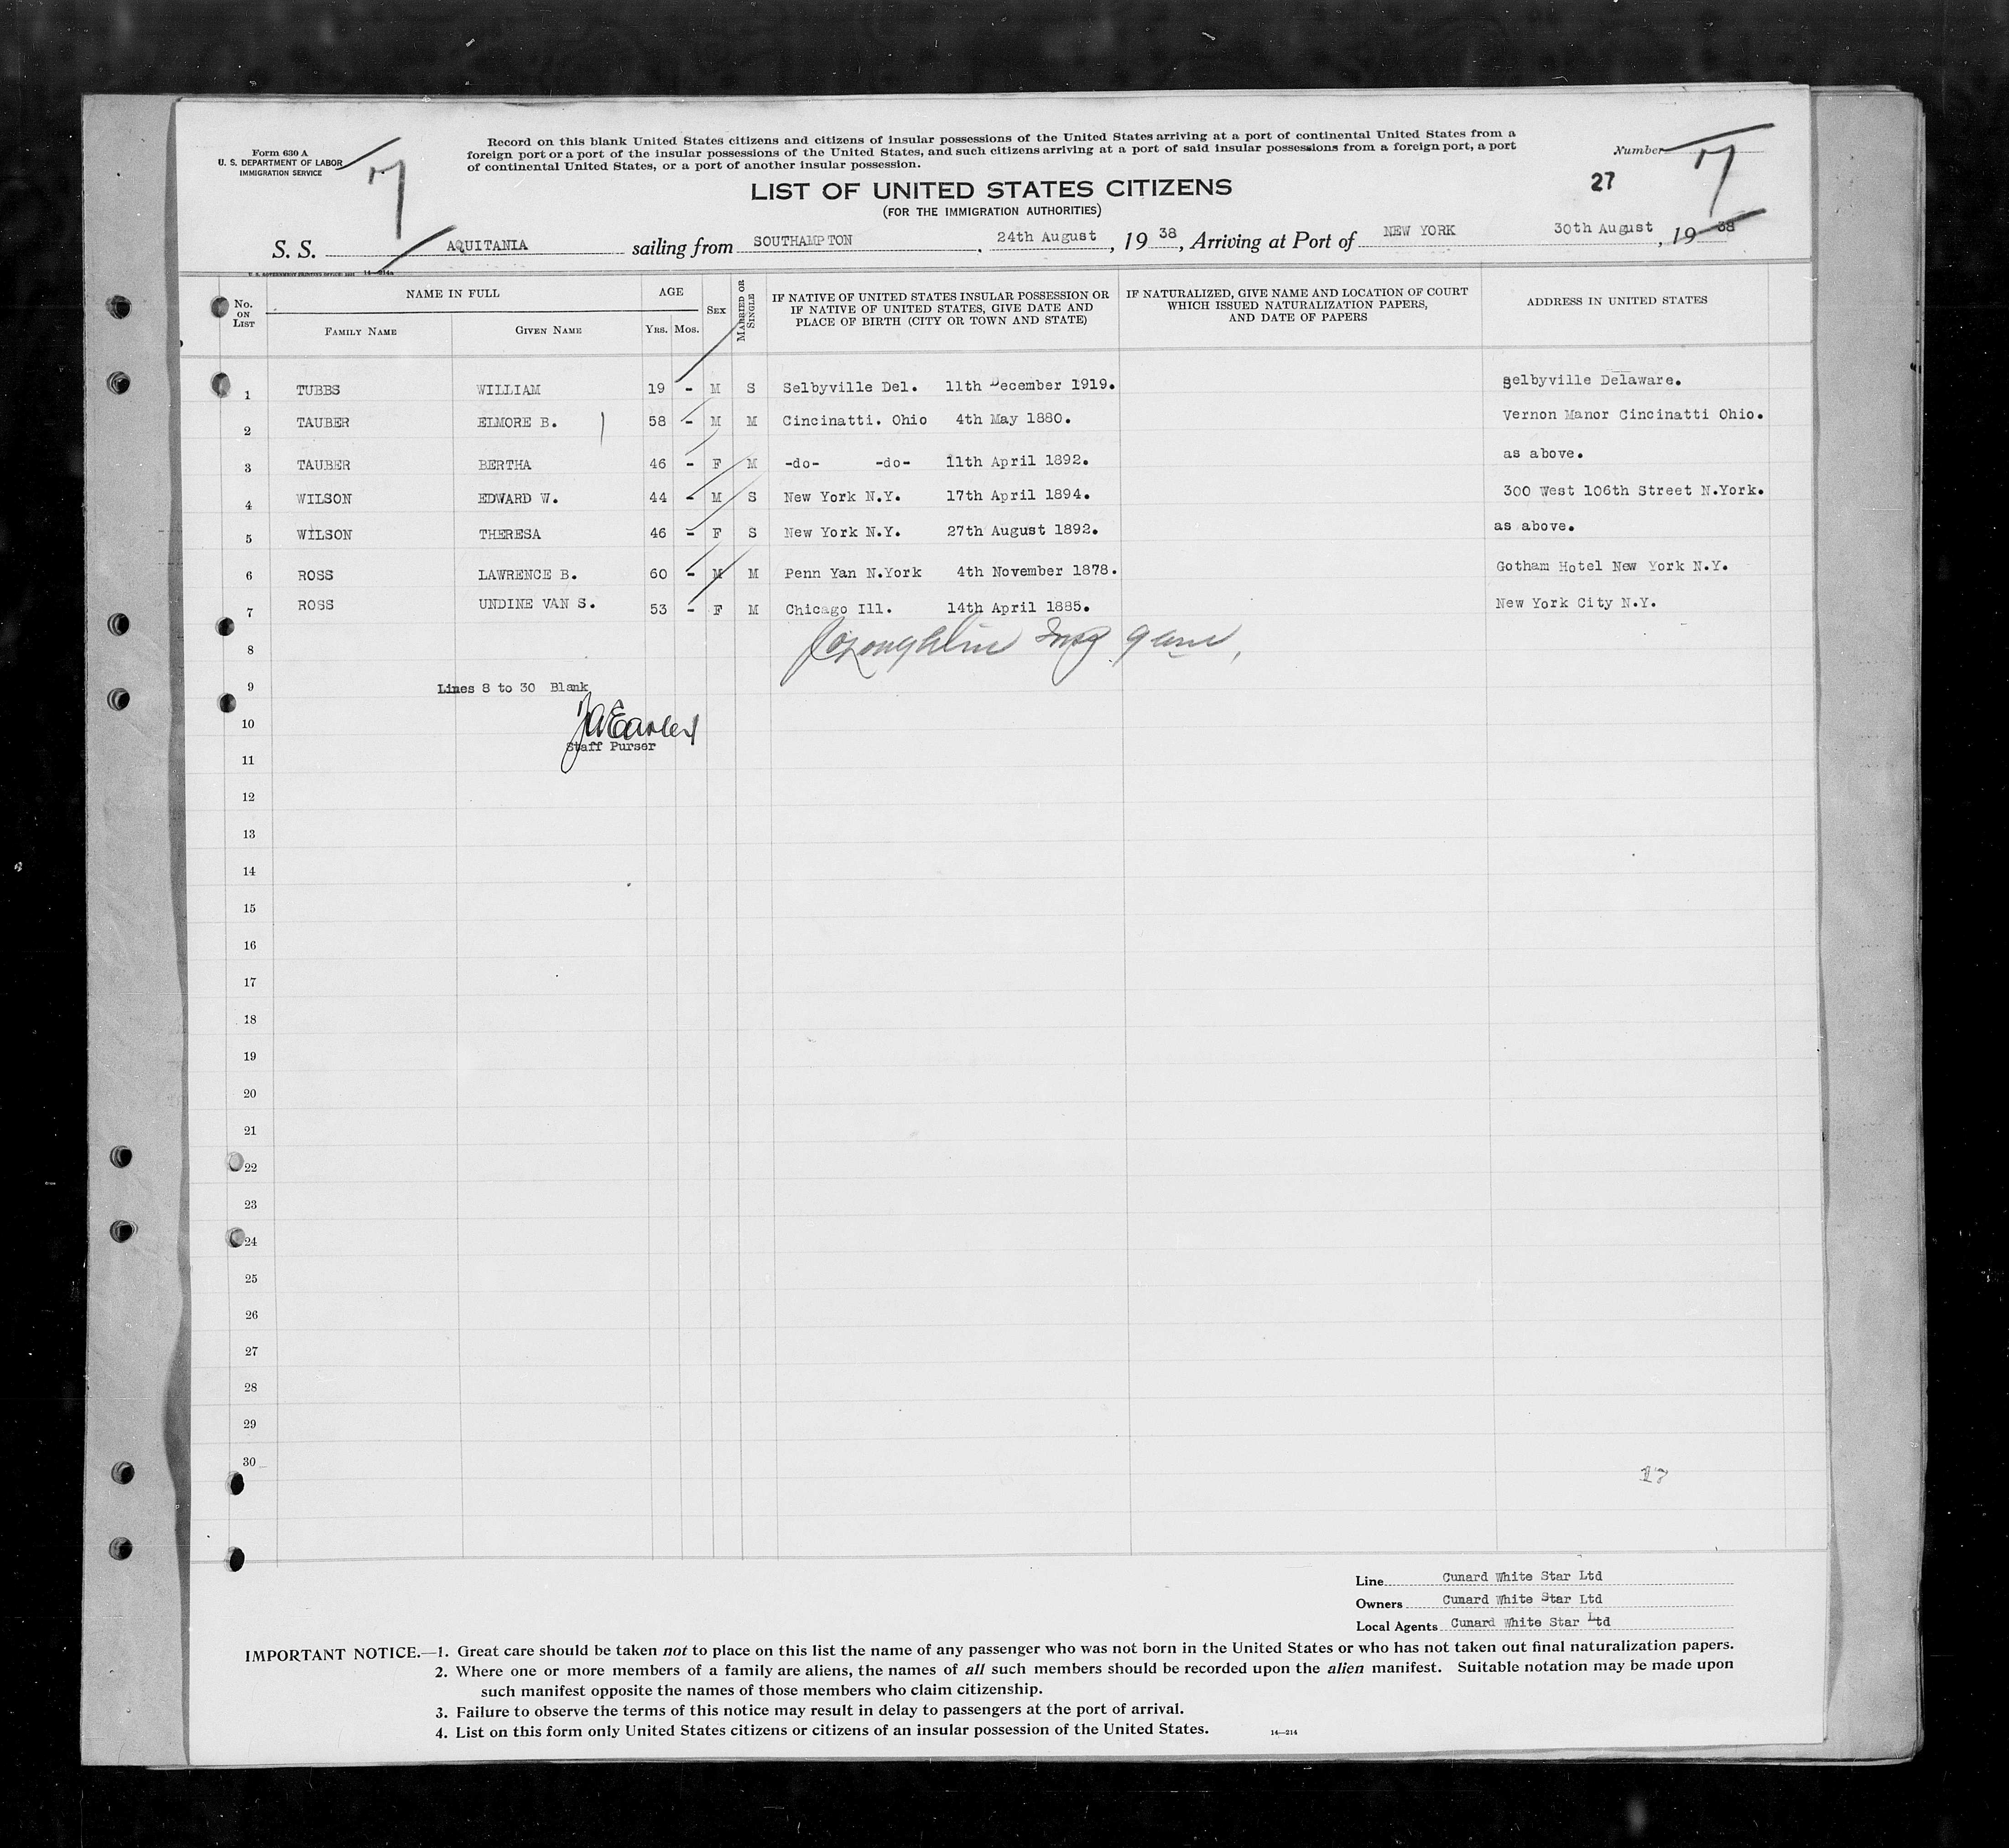 Form 630 A
U. S. DEPARTMENT OF LABOR
IMMIGRATION SERVICE
7
Record on this blank United States citizens and citizens of insular possessions of the United States arriving at a port of continental United States from a
foreign port or a port of the insular possessions of the United States, and such citizens arriving at a port of said insular possessions from a foreign port, a port
of continental United States, or a port of another insular possession.
Number
7
27
LIST OF UNITED STATES CITIZENS
(FOR THE IMMIGRATION AUTHORITIES)
S. S. AQUITANIA sailing from SOUTHAMPTON, 24th August, 1938, Arriving at Port of NEW YORK 30th August, 1938
U. S. GOVERNMENT PRINTING OFFICE 14—214a
No. ON LIST NAME IN FULL AGE SEX MARRIED OR SINGLE IF NATIVE OF UNITED STATES INSULAR POSSESSION OR IF NATIVE OF UNITED STATES, GIVE DATE AND PLACE OF BIRTH (CITY OR TOWN AND STATE) IF NATURALIZED, GIVE NAME AND LOCATION OF COURT WHICH ISSUED NATURALIZATION PAPERS, AND DATE OF PAPERS ADDRESS IN UNITED STATES
FAMILY NAME GIVEN NAME YRS. MOS.
1 TUBBS WILLIAM 19 - M S Selbyville Del. 11th December 1919. Selbyville Delaware.
2 TAUBER ELMORE B. 58 - M M Cincinatti. Ohio 4th May 1880. Vernon Manor Cincinatti Ohio.
3 TAUBER BERTHA 46 - F M -do- -do- 11th April 1892. as above.
4 WILSON EDWARD W. 44 - M S New York N.Y. 17th April 1894. 300 West 106th Street N.York.
5 WILSON THERESA 46 - F S New York N.Y. 27th August 1892. as above.
6 ROSS LAWRENCE B. 60 - M M Penn Yan N.York 4th November 1878. Gotham Hotel New York N.Y.
7 ROSS UNDINE VAN S. 53 - F M Chicago Ill. 14th April 1885. New York City N.Y.
8
9 Lines 8 to 30 Blank
10
Staff Purser
11
12
13
14
15
16
17
18
19
20
21
22
23
24
25
26
27
28
29
30
17
Line Cunard White Star Ltd
Owners Cunard White Star Ltd
Local Agents Cunard White Star Ltd
IMPORTANT NOTICE.—1. Great care should be taken not to place on this list the name of any passenger who was not born in the United States or who has not taken out final naturalization papers.
2. Where one or more members of a family are aliens, the names of all such members should be recorded upon the alien manifest. Suitable notation may be made upon
such manifest opposite the names of those members who claim citizenship.
3. Failure to observe the terms of this notice may result in delay to passengers at the port of arrival.
4. List on this form only United States citizens or citizens of an insular possession of the United States.
14—214